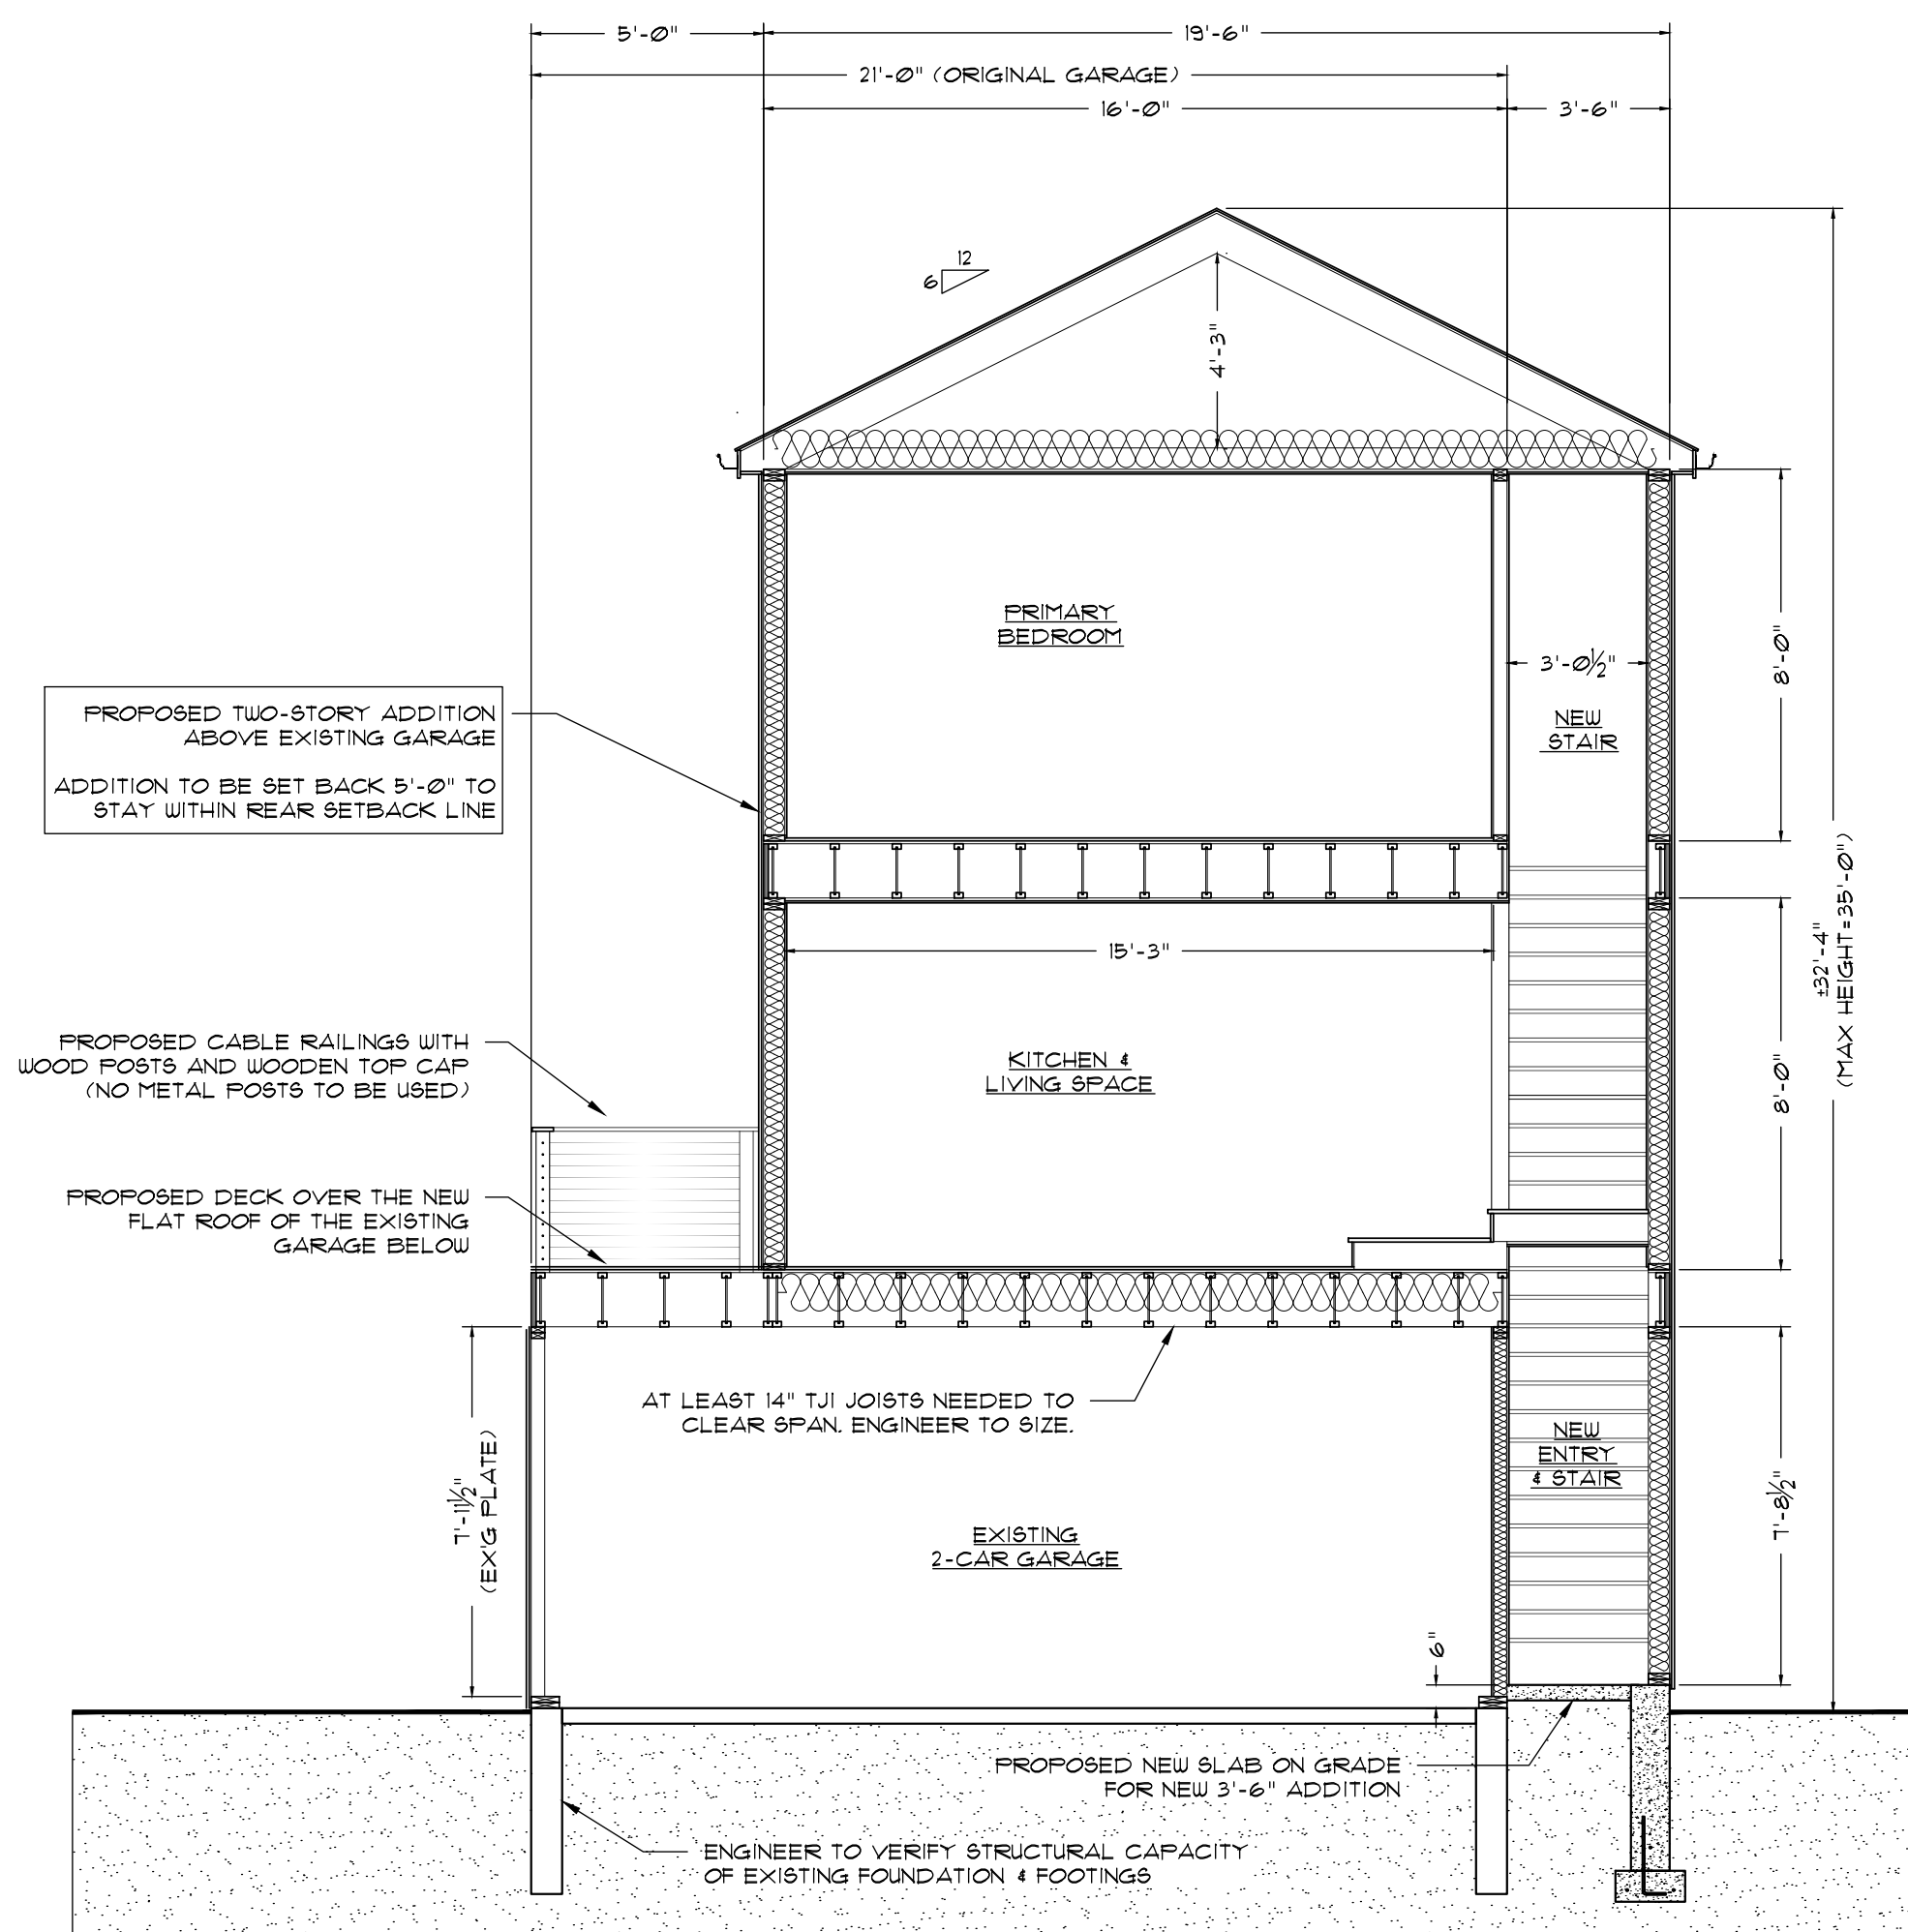 5'-0"
19'-6"
21'-0" (ORIGINAL GARAGE)
16'-0"
3'-6"
12
6
4'-3"
PRIMARY
BEDROOM
3'-0½"
NEW
STAIR
8'-0"
PROPOSED TWO-STORY ADDITION
ABOVE EXISTING GARAGE
ADDITION TO BE SET BACK 5'-0" TO
STAY WITHIN REAR SETBACK LINE
±32'-4"
(MAX HEIGHT=35'-0")
15'-3"
PROPOSED CABLE RAILINGS WITH
WOOD POSTS AND WOODEN TOP CAP
(NO METAL POSTS TO BE USED)
KITCHEN &
LIVING SPACE
8'-0"
PROPOSED DECK OVER THE NEW
FLAT ROOF OF THE EXISTING
GARAGE BELOW
AT LEAST 14" TJI JOISTS NEEDED TO
CLEAR SPAN. ENGINEER TO SIZE.
7'-11½"
(EX'G PLATE)
NEW
ENTRY
& STAIR
7'-8½"
EXISTING
2-CAR GARAGE
6"
PROPOSED NEW SLAB ON GRADE
FOR NEW 3'-6" ADDITION
ENGINEER TO VERIFY STRUCTURAL CAPACITY
OF EXISTING FOUNDATION & FOOTINGS